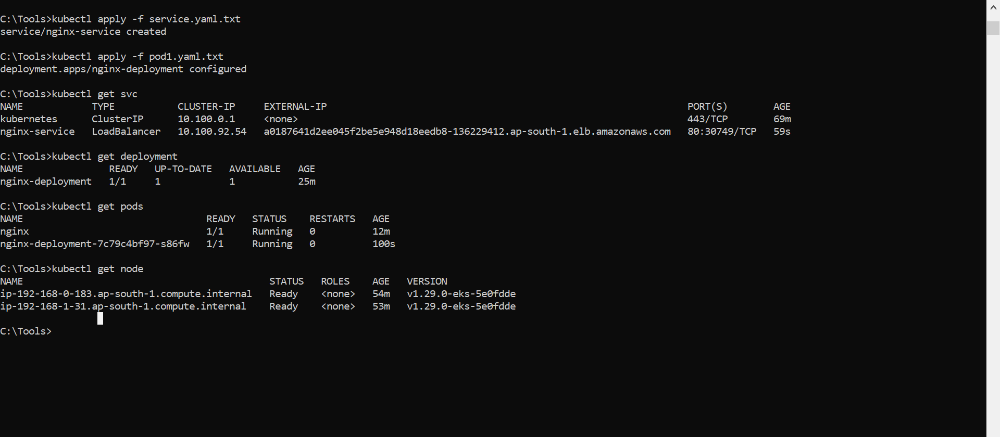 C:\Tools>kubectl apply -f service.yaml.txt
service/nginx-service created
C:\Tools>kubectl apply -f pod1.yaml.txt
deployment.apps/nginx-deployment configured
C:\Tools>kubectl get svc
NAME            TYPE           CLUSTER-IP     EXTERNAL-IP                                                               PORT(S)        AGE
kubernetes      ClusterIP      10.100.0.1     <none>                                                                    443/TCP        69m
nginx-service   LoadBalancer   10.100.92.54   a0187641d2ee045f2be5e948d18eedb8-136229412.ap-south-1.elb.amazonaws.com   80:30749/TCP   59s
C:\Tools>kubectl get deployment
NAME               READY   UP-TO-DATE   AVAILABLE   AGE
nginx-deployment   1/1     1            1           25m
C:\Tools>kubectl get pods
NAME                                READY   STATUS    RESTARTS   AGE
nginx                               1/1     Running   0          12m
nginx-deployment-7c79c4bf97-s86fw   1/1     Running   0          100s
C:\Tools>kubectl get node
NAME                                           STATUS   ROLES    AGE   VERSION
ip-192-168-0-183.ap-south-1.compute.internal   Ready    <none>   54m   v1.29.0-eks-5e0fdde
ip-192-168-1-31.ap-south-1.compute.internal    Ready    <none>   53m   v1.29.0-eks-5e0fdde
C:\Tools>